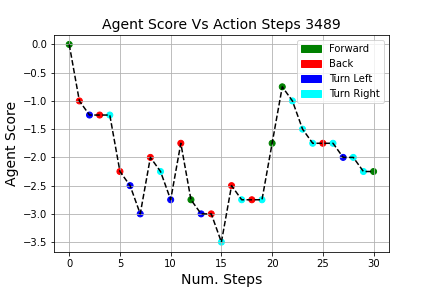 Agent Score Vs Action Steps 3489
Forward
Back
Turn Left
Turn Right
Agent Score
0.0
−0.5
−1.0
−1.5
−2.0
−2.5
−3.0
−3.5
0 5 10 15 20 25 30
Num. Steps